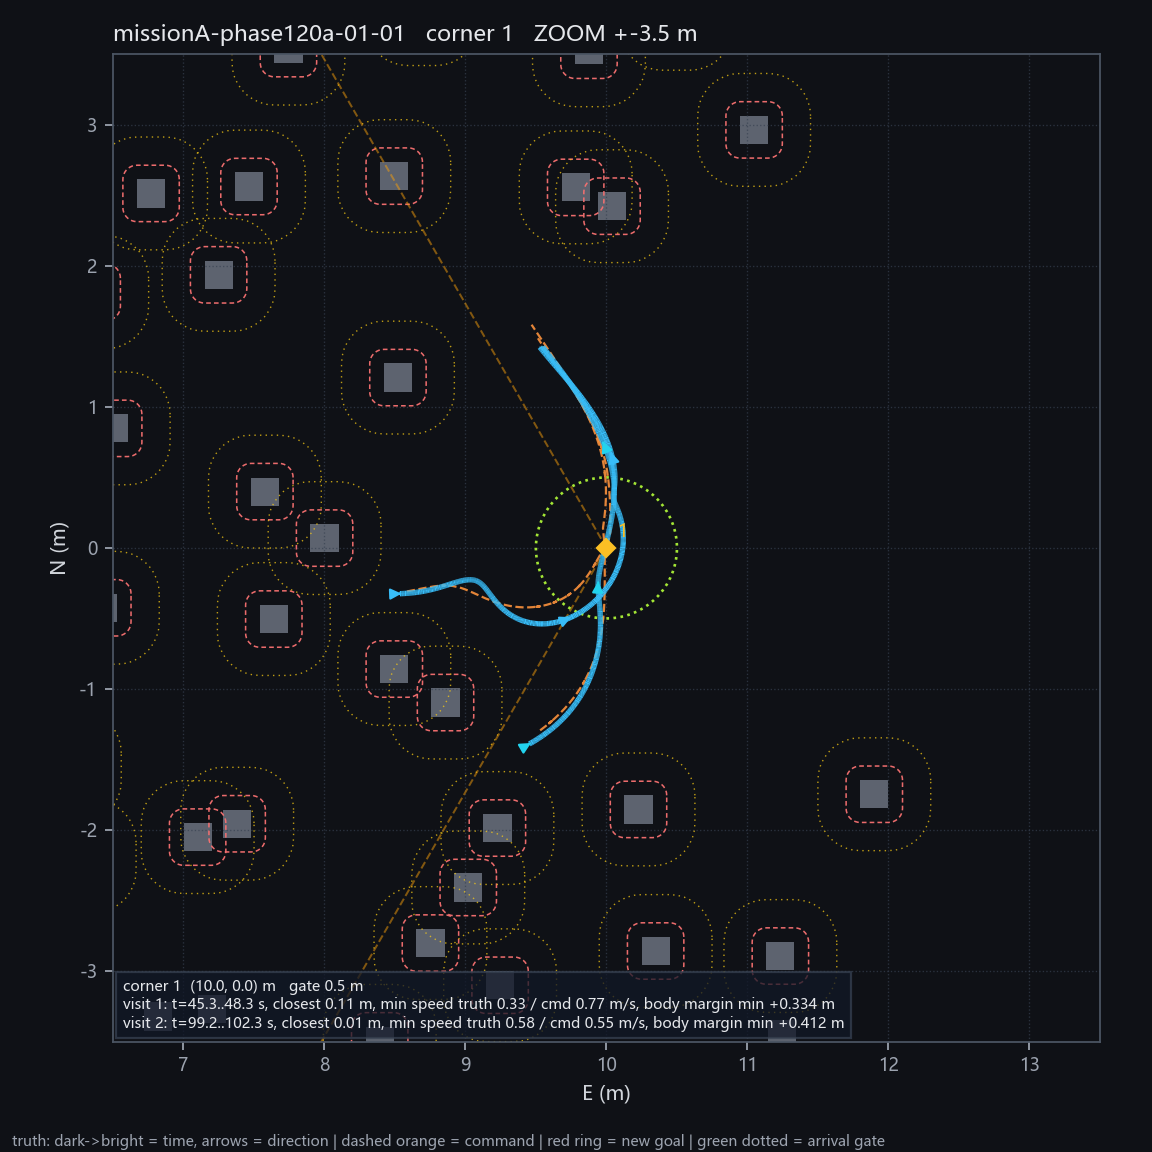 missionA-phase120a-01-01   corner 1   ZOOM +-3.5 m
3
2
1
0
-1
-2
-3
N (m)
corner 1  (10.0, 0.0) m   gate 0.5 m
visit 1: t=45.3..48.3 s, closest 0.11 m, min speed truth 0.33 / cmd 0.77 m/s, body margin min +0.334 m
visit 2: t=99.2..102.3 s, closest 0.01 m, min speed truth 0.58 / cmd 0.55 m/s, body margin min +0.412 m
7 8 9 10 11 12 13
E (m)
truth: dark->bright = time, arrows = direction | dashed orange = command | red ring = new goal | green dotted = arrival gate